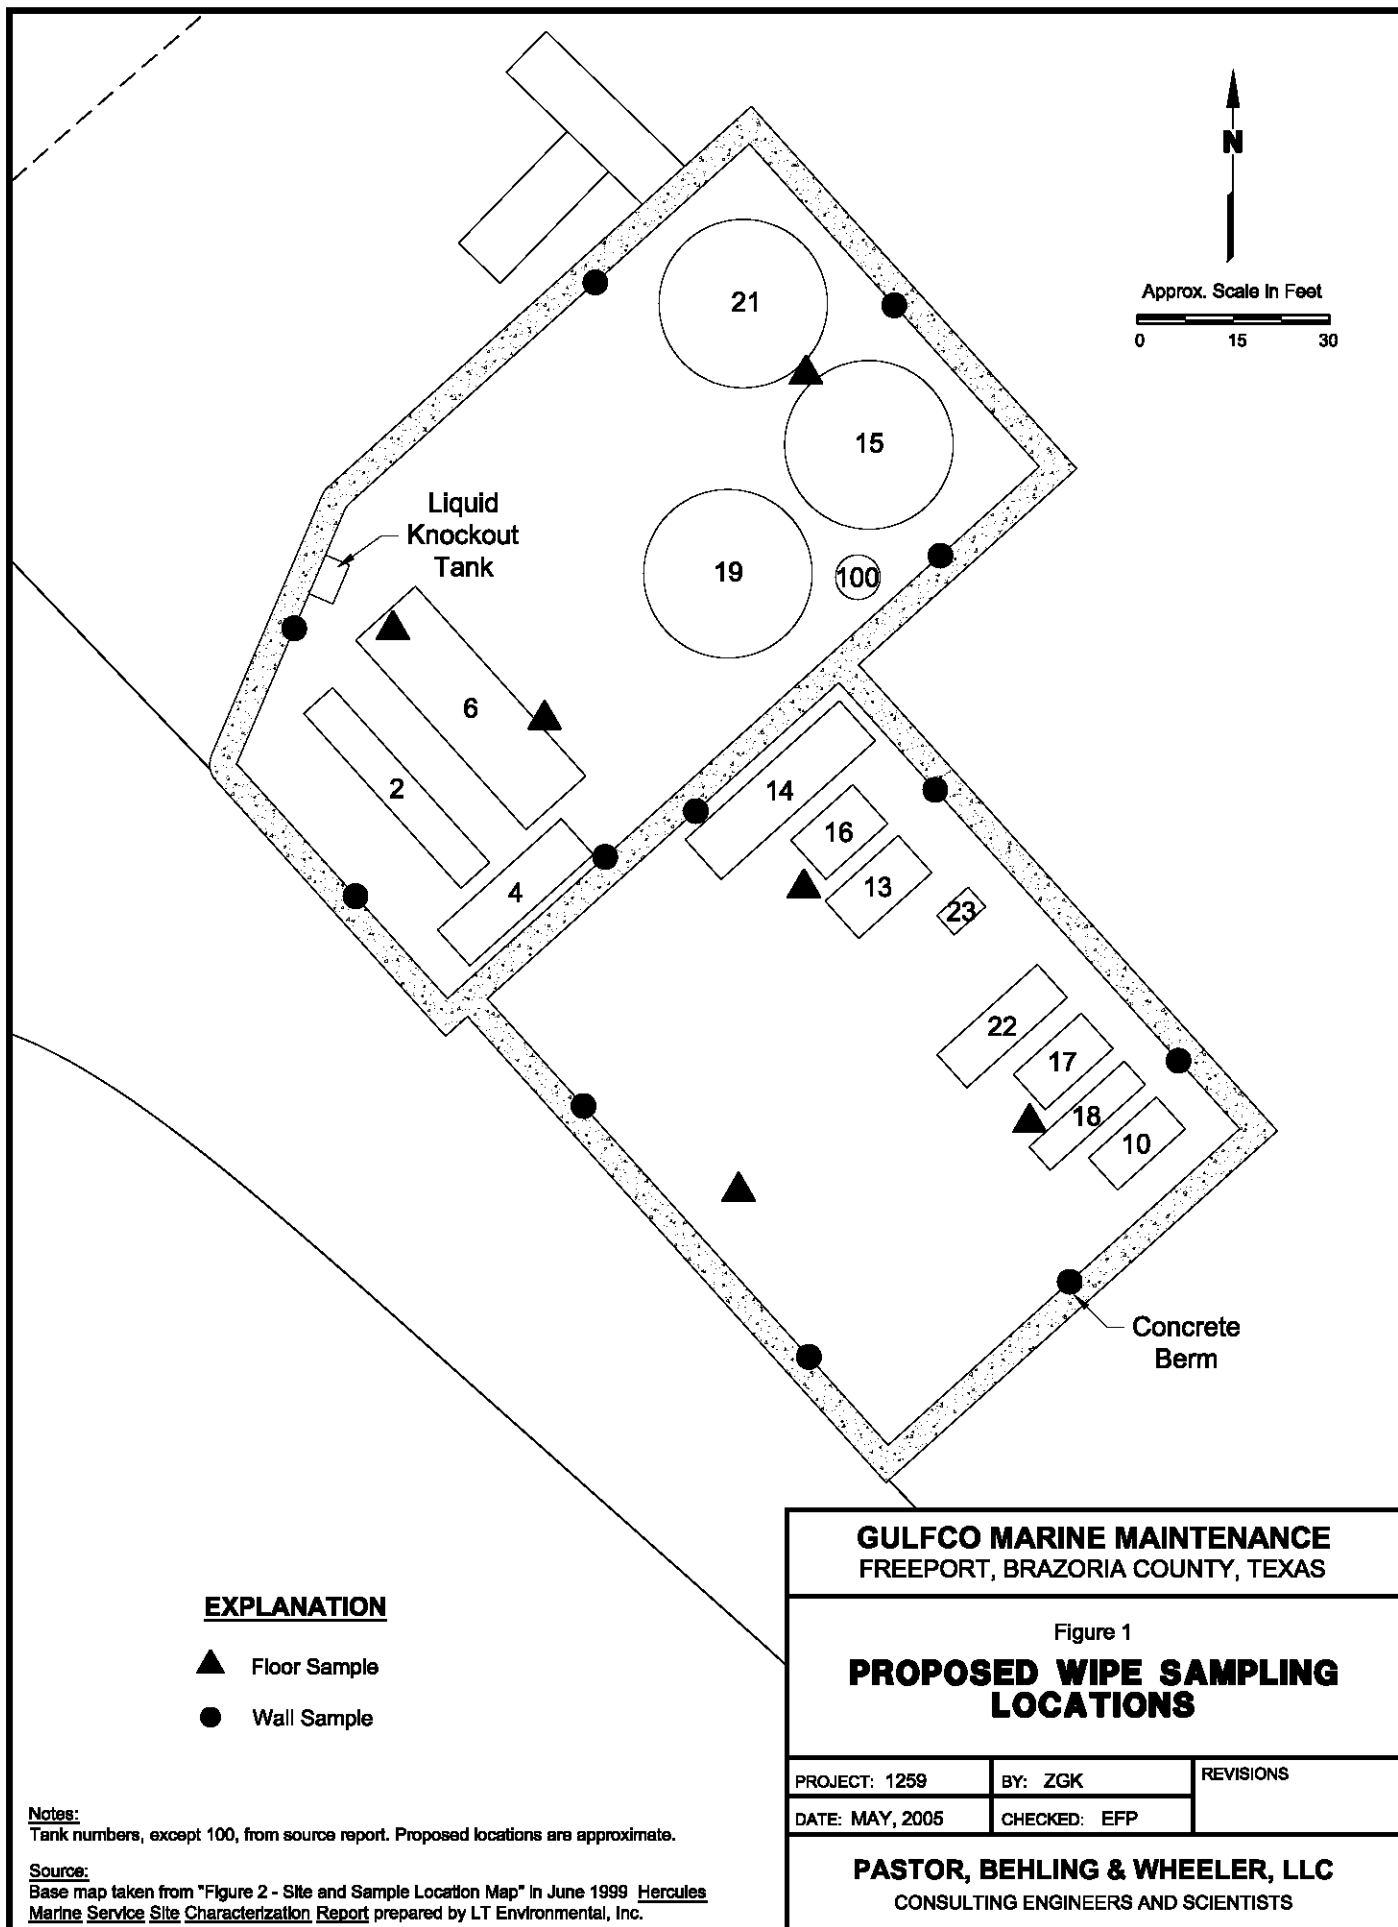 N
Approx. Scale in Feet
0 15 30
21
15
Liquid
Knockout
Tank
19
100
6
2
14
16
4
13
23
22
17
18
10
Concrete
Berm
EXPLANATION
Floor Sample
Wall Sample
Notes:
Tank numbers, except 100, from source report. Proposed locations are approximate.
Source:
Base map taken from "Figure 2 - Site and Sample Location Map" in June 1999 Hercules
Marine Service Site Characterization Report prepared by LT Environmental, Inc.
GULFCO MARINE MAINTENANCE
FREEPORT, BRAZORIA COUNTY, TEXAS
Figure 1
PROPOSED WIPE SAMPLING
LOCATIONS
PROJECT: 1259
BY: ZGK
REVISIONS
DATE: MAY, 2005
CHECKED: EFP
PASTOR, BEHLING & WHEELER, LLC
CONSULTING ENGINEERS AND SCIENTISTS